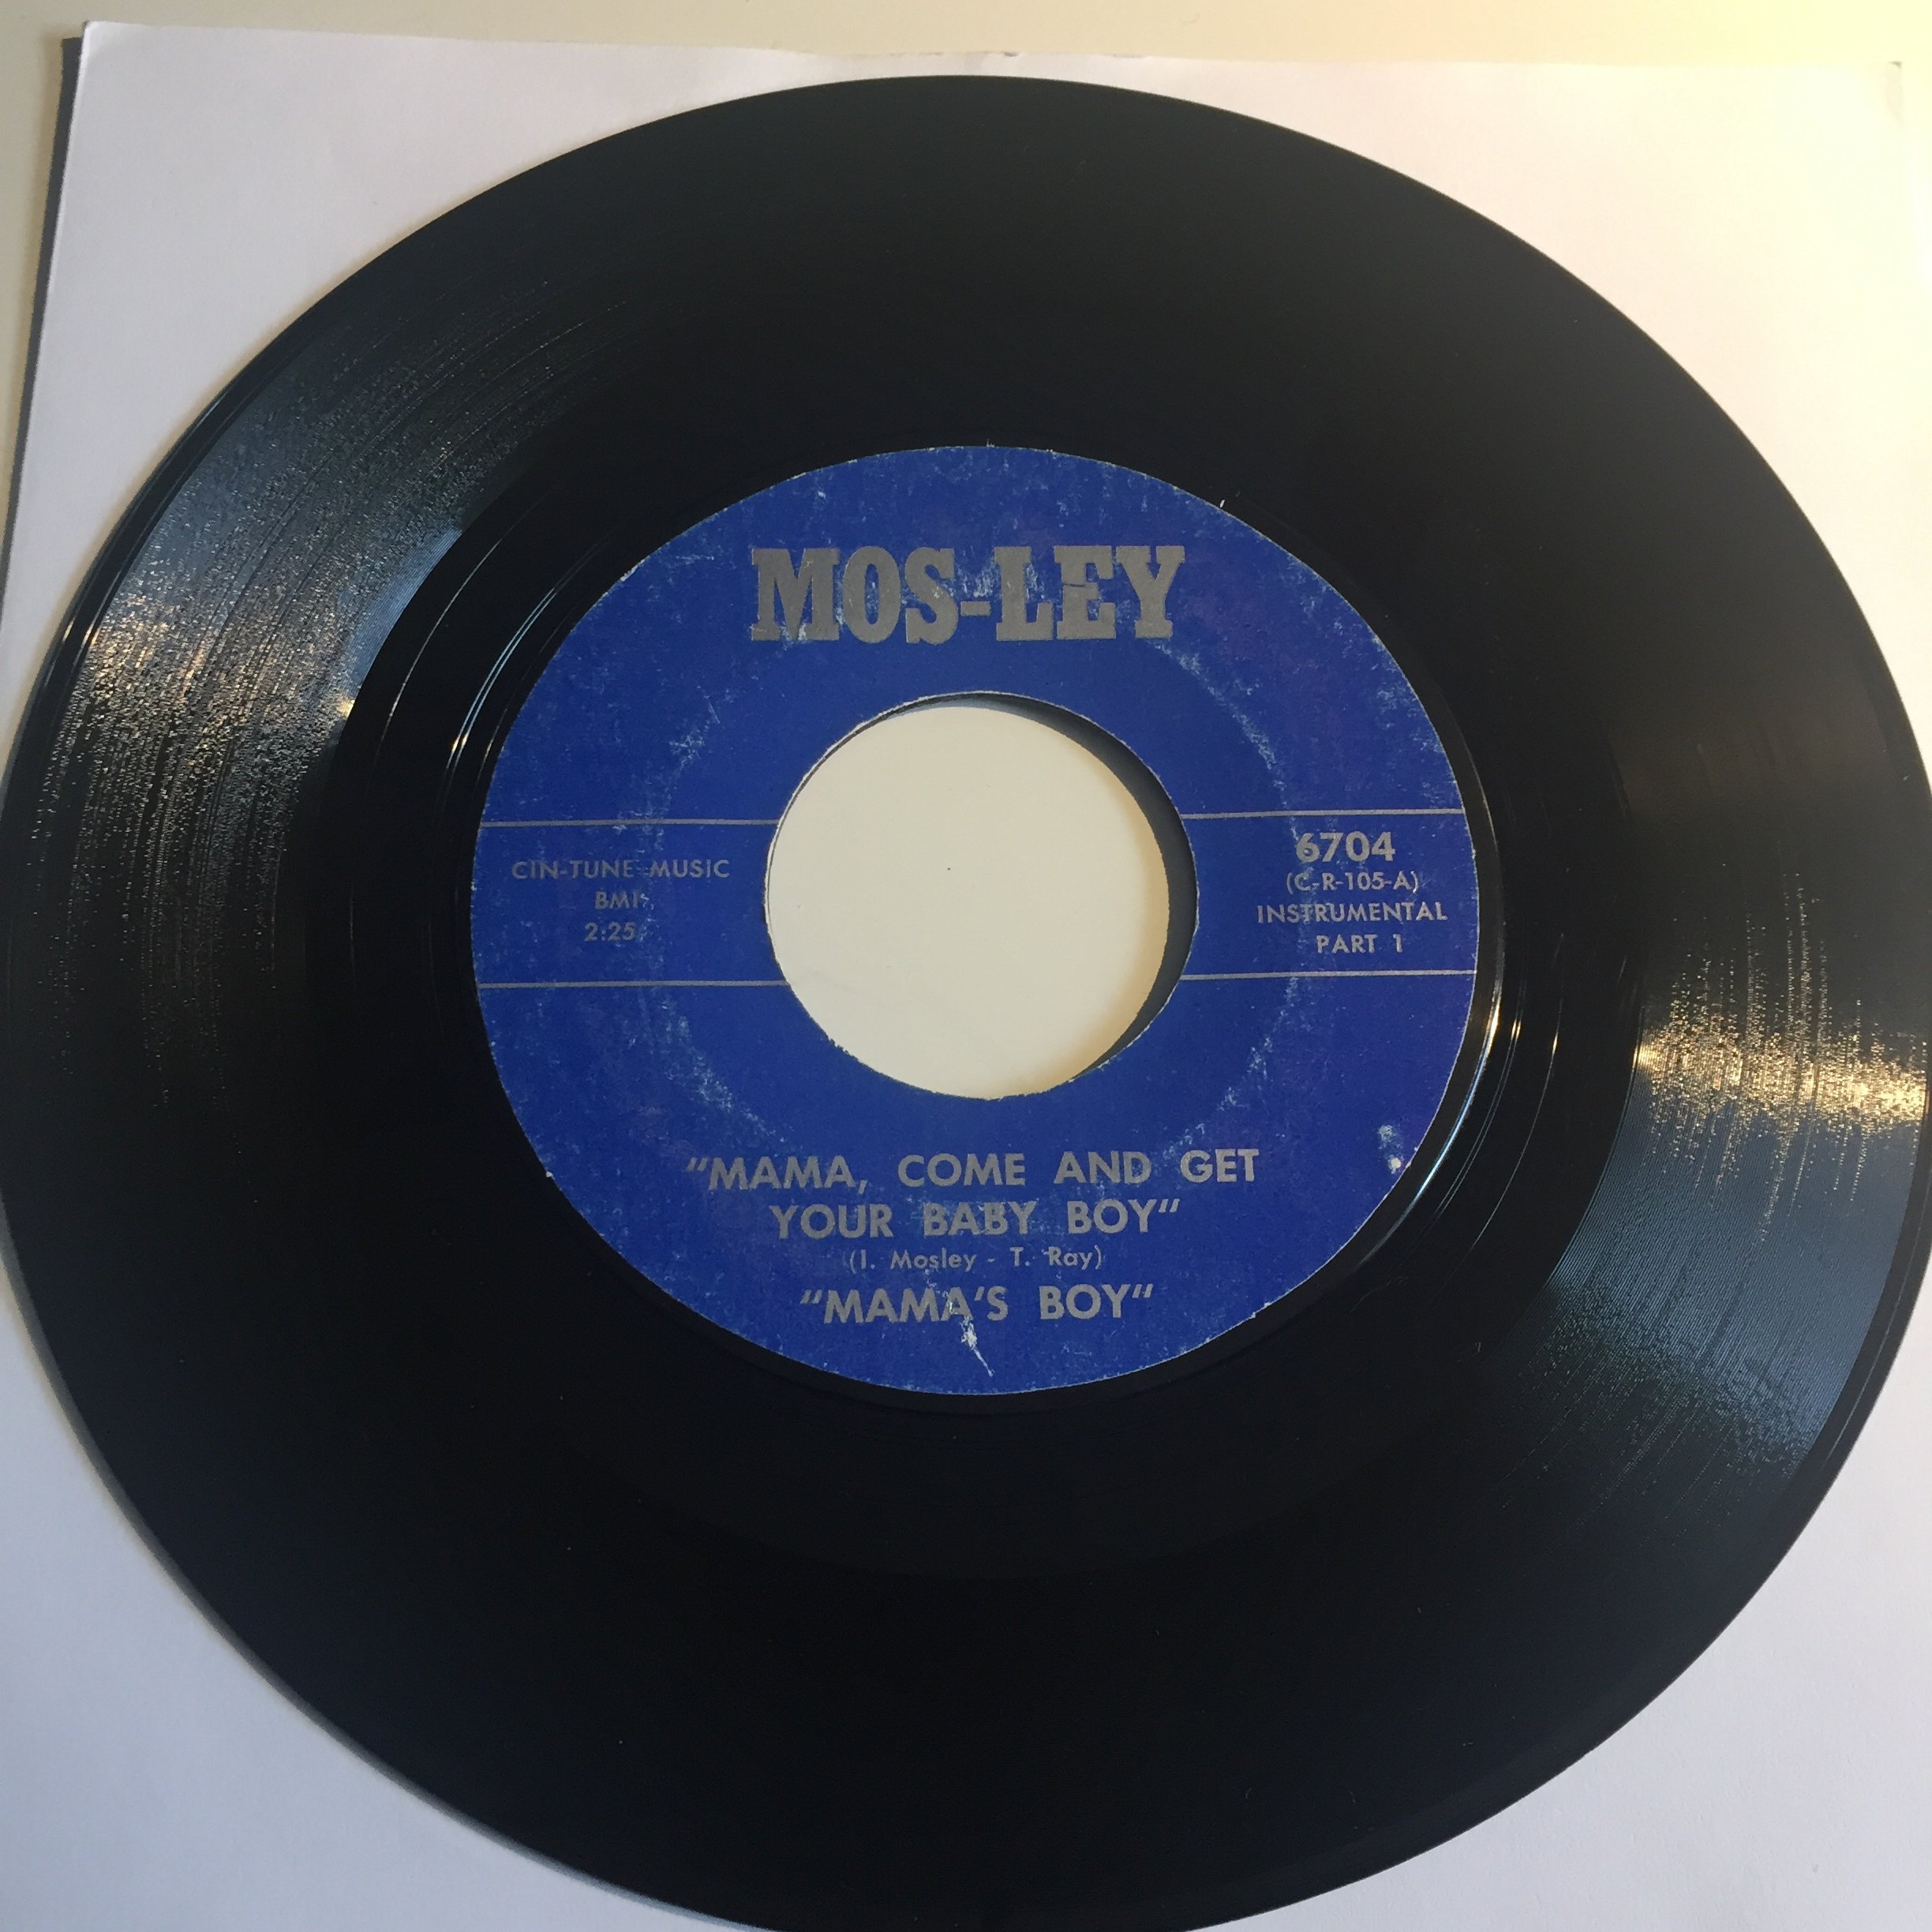 MOS-LEY
CIN-TUNE MUSIC
BMI
2:25
6704
(C-R-105-A)
INSTRUMENTAL
PART 1
"MAMA, COME AND GET
YOUR BABY BOY"
(I. Mosley - T. Ray)
"MAMA'S BOY"